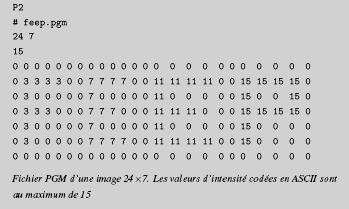 P2
# feep.pgm
24 7
15
0 0 0 0 0 0 0 0 0 0 0 0 0 0 0 0 0 0 0 0 0 0 0 0
0 3 3 3 3 0 0 7 7 7 7 0 0 11 11 11 11 0 0 15 15 15 15 0
0 3 0 0 0 0 0 7 0 0 0 0 0 11 0 0 0 0 0 15 0 0 15 0
0 3 3 3 0 0 0 7 7 7 0 0 0 11 11 11 0 0 0 15 15 15 15 0
0 3 0 0 0 0 0 7 0 0 0 0 0 11 0 0 0 0 0 15 0 0 0 0
0 3 0 0 0 0 0 7 7 7 7 0 0 11 11 11 11 0 0 15 0 0 0 0
0 0 0 0 0 0 0 0 0 0 0 0 0 0 0 0 0 0 0 0 0 0 0 0
Fichier PGM d'une image 24×7. Les valeurs d'intensité codées en ASCII sont
au maximum de 15